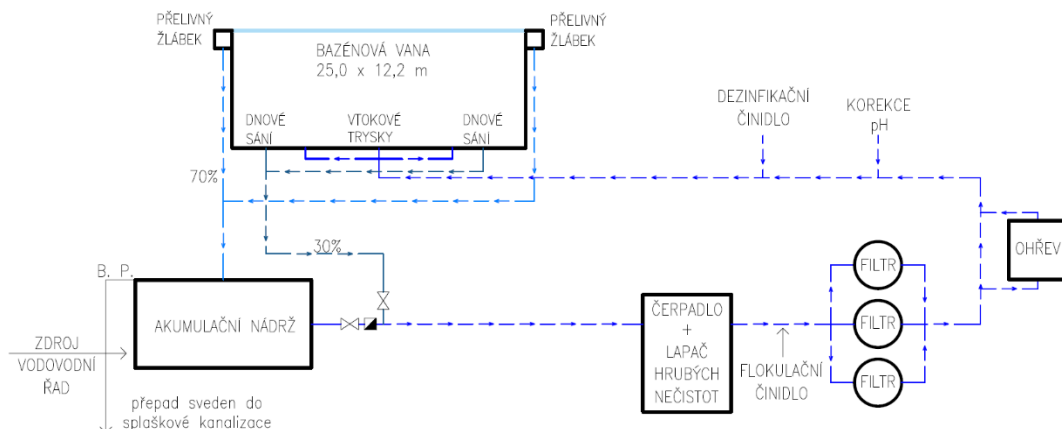 PŘELIVNÝ
ŽLÁBEK
PŘELIVNÝ
ŽLÁBEK
BAZÉNOVÁ VANA
25,0 x 12,2 m
DNOVÉ
SÁNÍ
VTOKOVÉ
TRYSKY
DNOVÉ
SÁNÍ
DEZINFIKAČNÍ
ČINIDLO
KOREKCE
pH
70%
30%
OHŘEV
B. P.
AKUMULAČNÍ NÁDRŽ
ČERPADLO
+
LAPAČ
HRUBÝCH
NEČISTOT
FILTR
FILTR
FILTR
FLOKULAČNÍ
ČINIDLO
ZDROJ
VODOVODNÍ
ŘAD
přepad sveden do
splaškové kanalizace